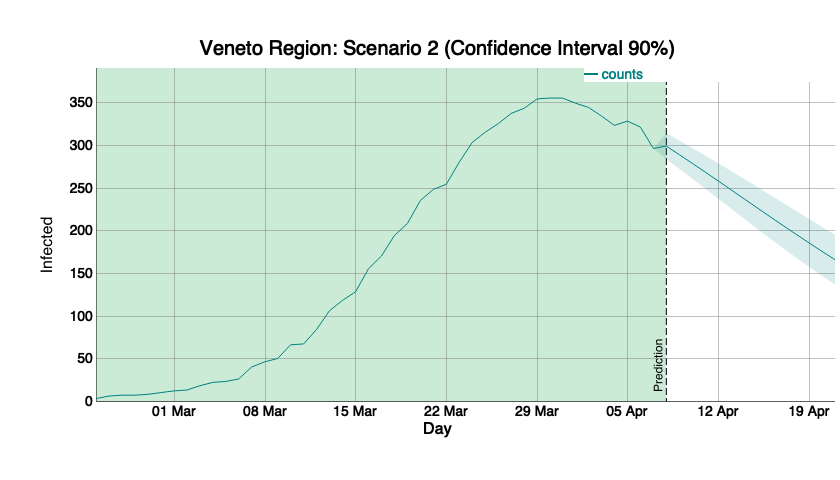 Veneto Region: Scenario 2 (Confidence Interval 90%)
counts
350
300
250
200
150
100
50
0
Infected
Prediction
01 Mar 08 Mar 15 Mar 22 Mar 29 Mar 05 Apr 12 Apr 19 Apr
Day